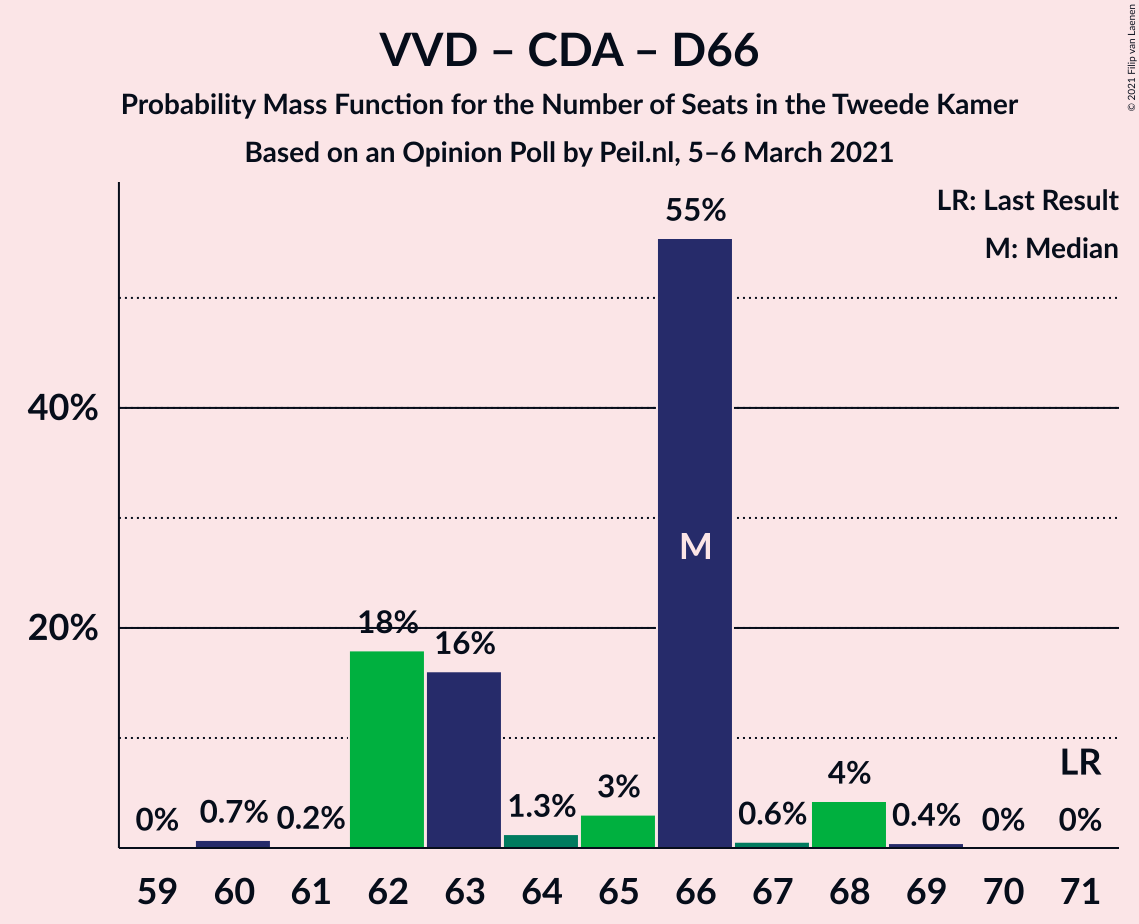 VVD – CDA – D66
Probability Mass Function for the Number of Seats in the Tweede Kamer
Based on an Opinion Poll by Peil.nl, 5–6 March 2021
© 2021 Filip van Laenen
LR: Last Result
M: Median
55%
40%
M
20%
18%
16%
LR
0%
0.7%
0.2%
1.3%
3%
0.6%
4%
0.4%
0%
0%
59 60 61 62 63 64 65 66 67 68 69 70 71